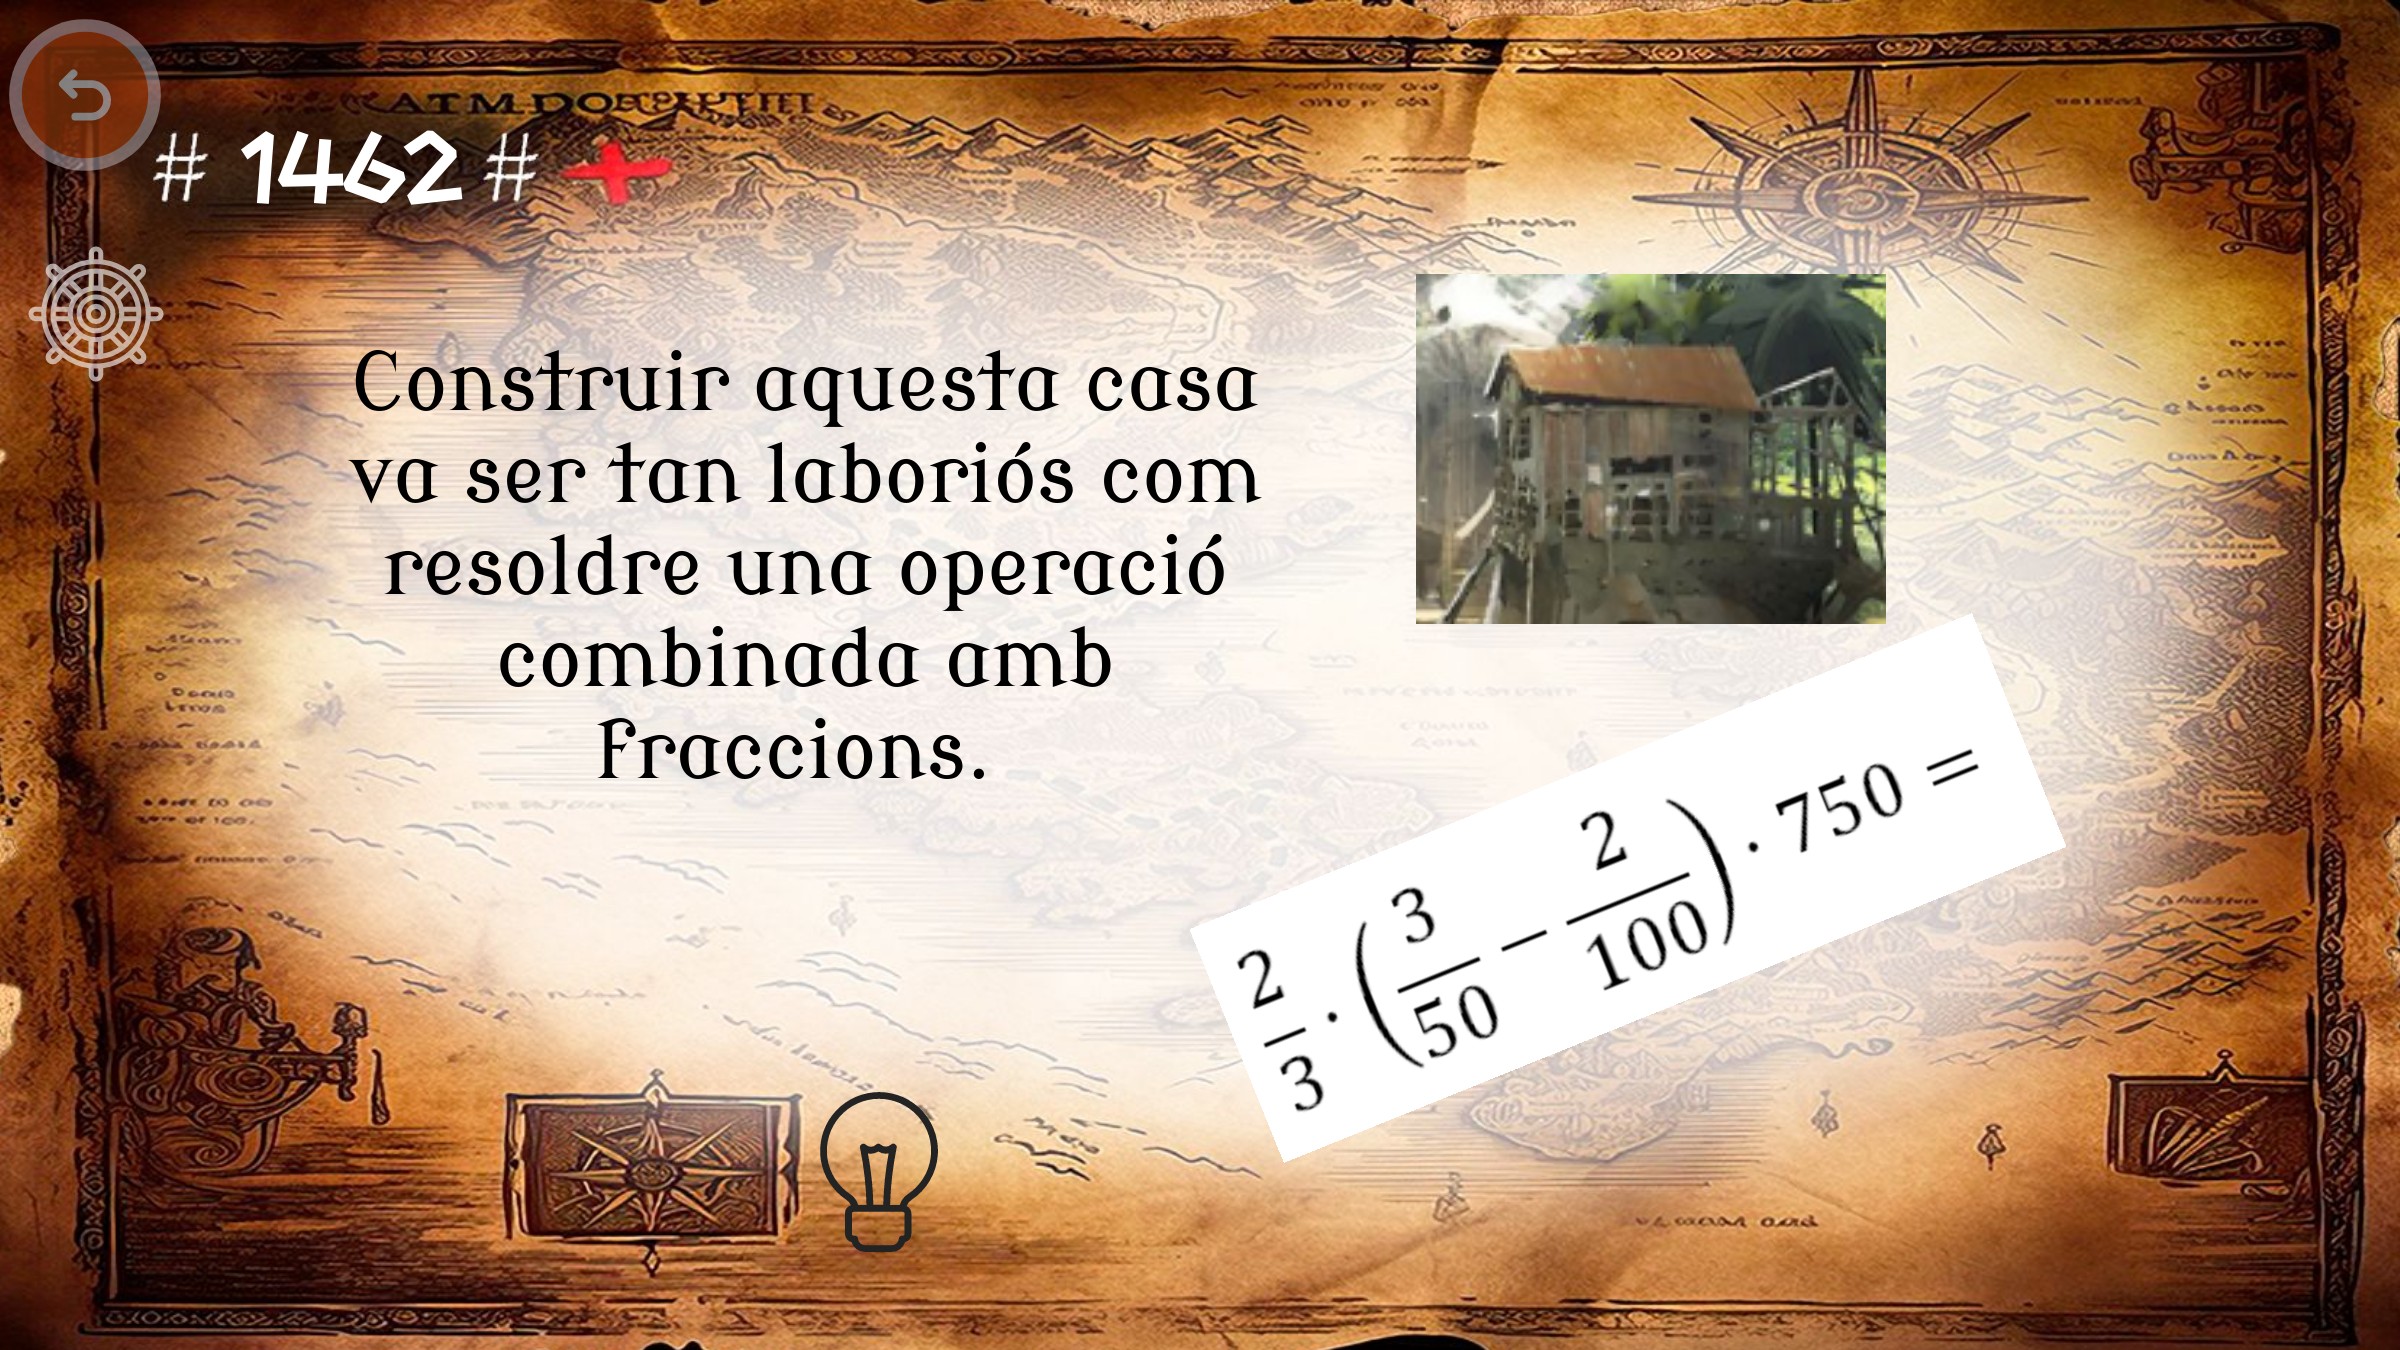 # 1462 #
Construir aquesta casa
va ser tan laboriós com
resoldre una operació
combinada amb
fraccions.
2/3 · (3/50 − 2/100) · 750 =